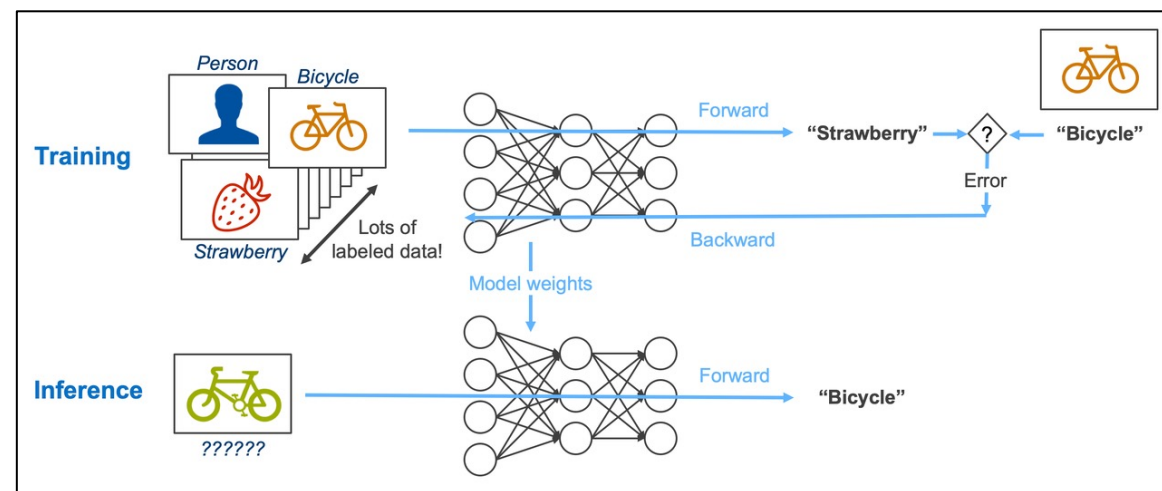 Person
Bicycle
Training
Strawberry
Lots of
labeled data!
Forward
“Strawberry”
?
“Bicycle”
Error
Backward
Model weights
Inference
??????
Forward
“Bicycle”